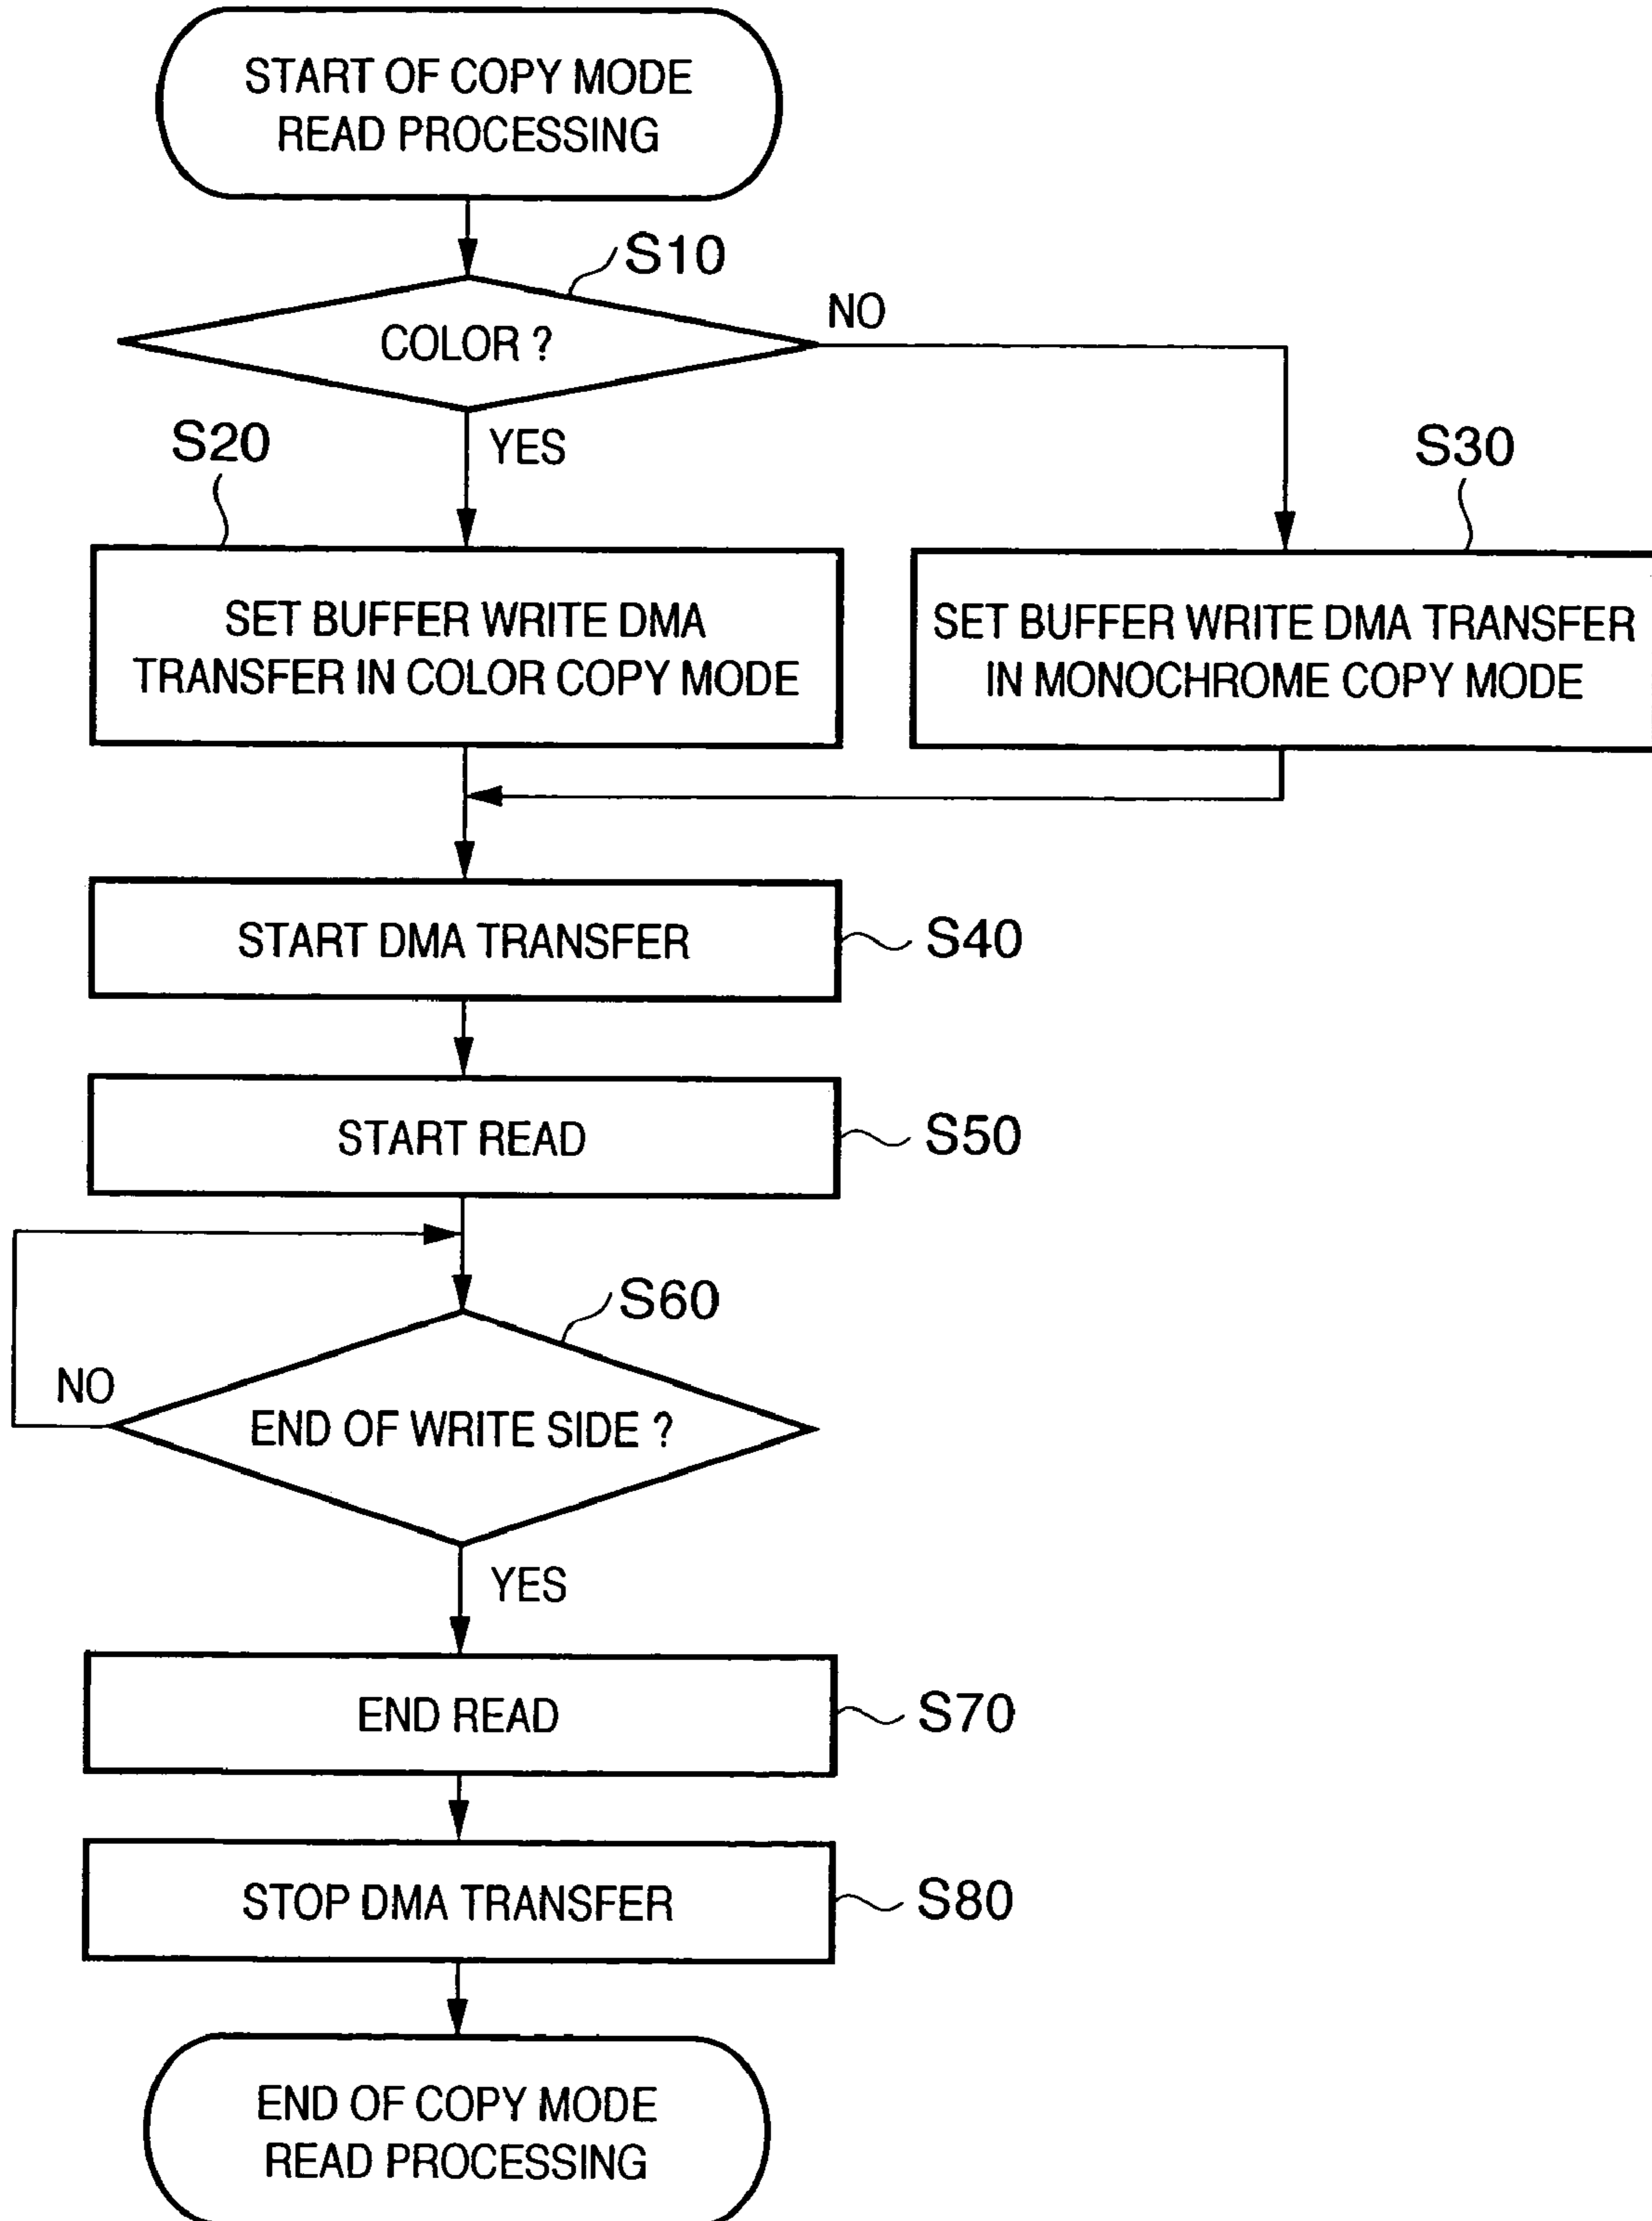 START OF COPY MODE
READ PROCESSING
S10
COLOR ?
NO
YES
S20
S30
SET BUFFER WRITE DMA
TRANSFER IN COLOR COPY MODE
SET BUFFER WRITE DMA TRANSFER
IN MONOCHROME COPY MODE
START DMA TRANSFER
S40
START READ
S50
S60
NO
END OF WRITE SIDE ?
YES
END READ
S70
STOP DMA TRANSFER
S80
END OF COPY MODE
READ PROCESSING